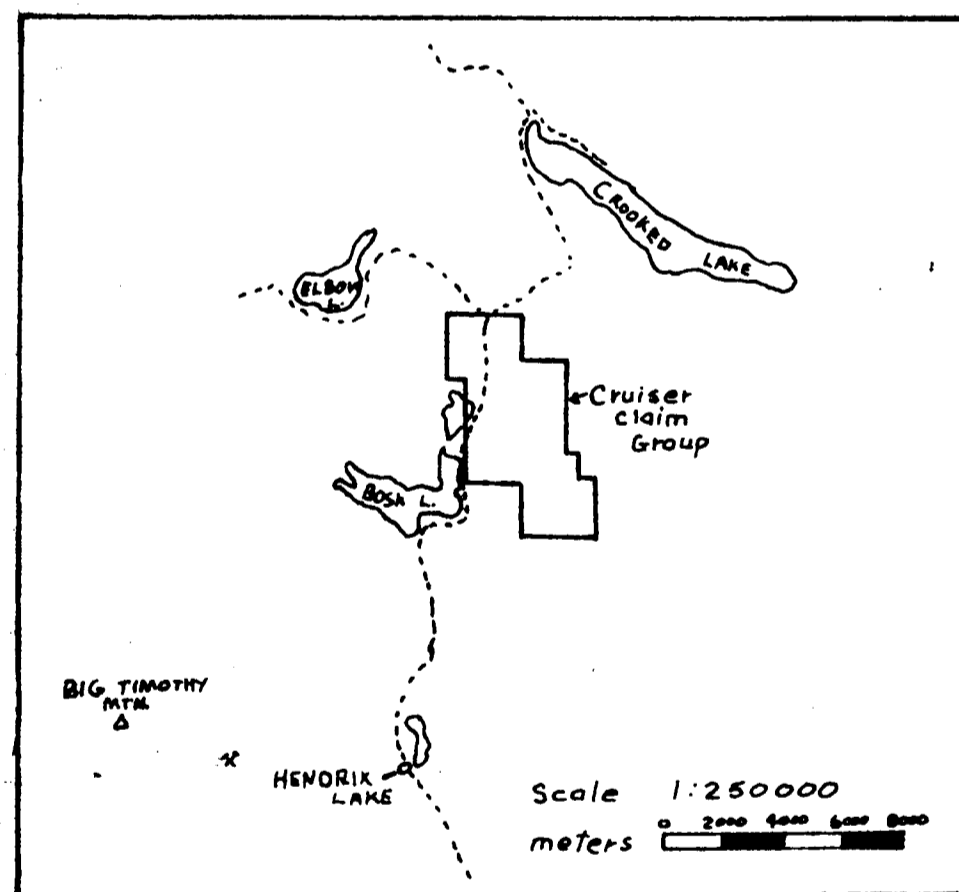 CROOKED
LAKE
ELBOW
L.
Cruiser
claim
Group
BOSK L.
BIG TIMOTHY
MTN.
HENDRIX
LAKE
Scale 1:250000
0 2000 4000 6000 8000
meters